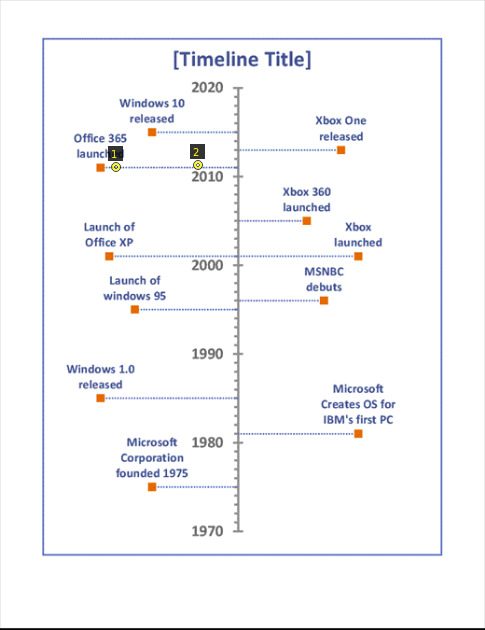 [Timeline Title]
2020
Windows 10
released
Xbox One
released
Office 365
1
2
2010
Xbox 360
launched
Launch of
Office XP
Xbox
launched
2000
MSNBC
debuts
Launch of
windows 95
1990
Windows 1.0
released
Microsoft
Creates OS for
IBM's first PC
1980
Microsoft
Corporation
founded 1975
1970